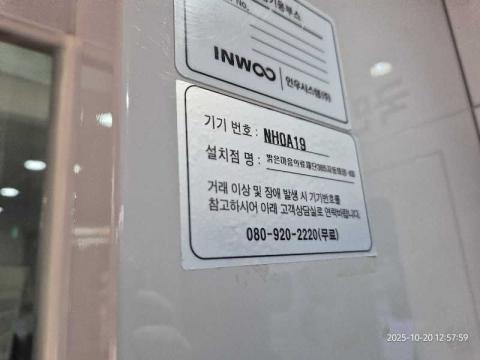 No.
INWOO 인우시스템(주)
기기 번호 : NH0A19
설치점 명 :
거래 이상 및 장애 발생 시 기기번호를
참고하시어 아래 고객상담실로 연락바랍니다.
080-920-2220(무료)
2025-10-20 12:57:59